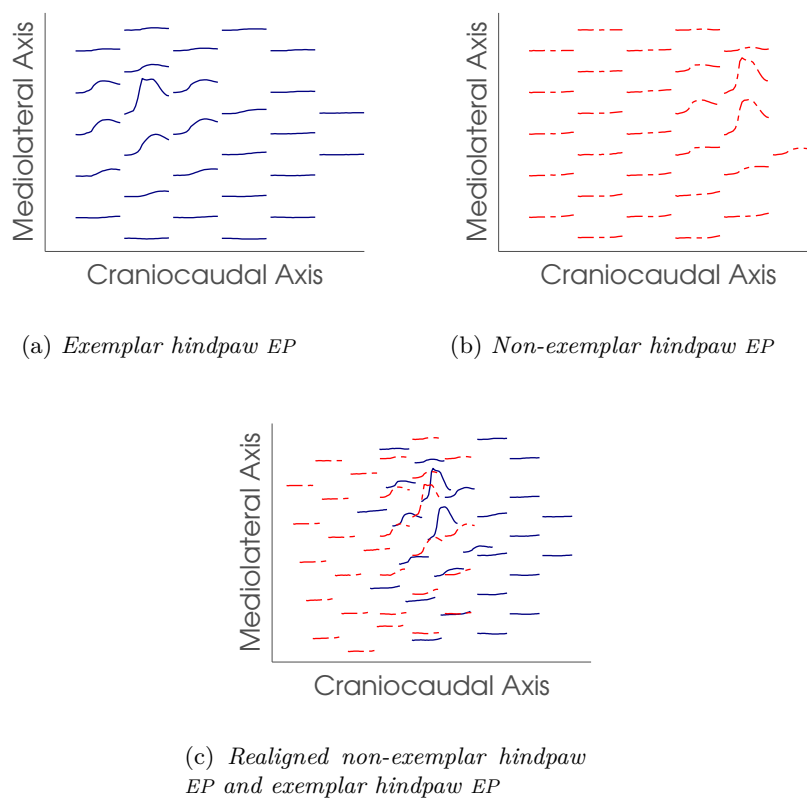 Mediolateral Axis
Craniocaudal Axis
(a) Exemplar hindpaw EP
Mediolateral Axis
Craniocaudal Axis
(b) Non-exemplar hindpaw EP
Mediolateral Axis
Craniocaudal Axis
(c) Realigned non-exemplar hindpaw
EP and exemplar hindpaw EP